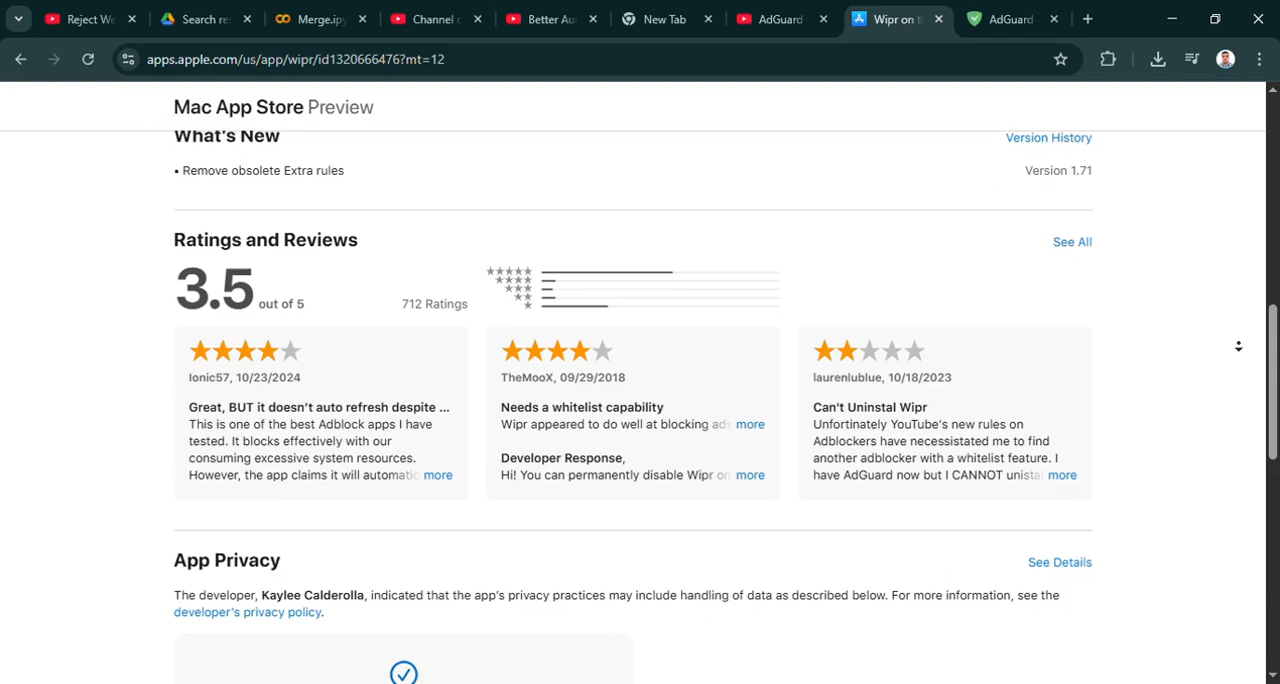 Reject We
Search re
Merge.ipy
Channel
Better Au
New Tab
AdGuard
Wipr on t
AdGuard
apps.apple.com/us/app/wipr/id1320666476?mt=12
Mac App Store Preview
What's New
Version History
• Remove obsolete Extra rules
Version 1.71
Ratings and Reviews
See All
3.5 out of 5
712 Ratings
Ionic57, 10/23/2024
Great, BUT it doesn't auto refresh despite ...
This is one of the best Adblock apps I have
tested. It blocks effectively with our
consuming excessive system resources.
However, the app claims it will automatic more
TheMooX, 09/29/2018
Needs a whitelist capability
Wipr appeared to do well at blocking ads more
Developer Response,
Hi! You can permanently disable Wipr on more
laurenlublue, 10/18/2023
Can't Uninstal Wipr
Unfortinately YouTube's new rules on
Adblockers have necessistated me to find
another adblocker with a whitelist feature. I
have AdGuard now but I CANNOT unistal more
App Privacy
See Details
The developer, Kaylee Calderolla, indicated that the app's privacy practices may include handling of data as described below. For more information, see the
developer's privacy policy.